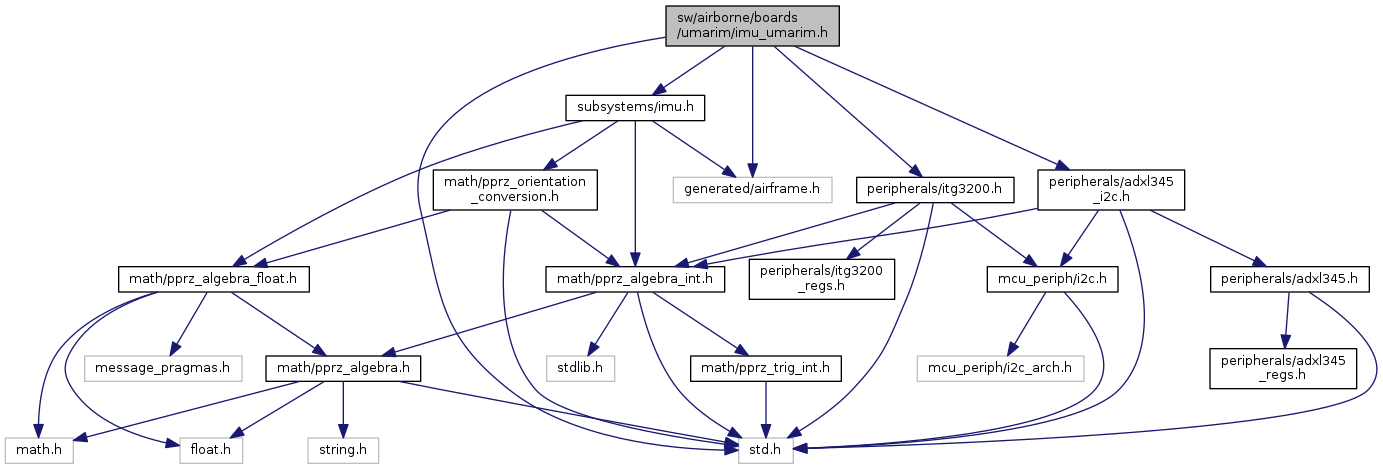 sw/airborne/boards
/umarim/imu_umarim.h
subsystems/imu.h
math/pprz_orientation
_conversion.h
generated/airframe.h
peripherals/itg3200.h
peripherals/adxl345
_i2c.h
math/pprz_algebra_float.h
math/pprz_algebra_int.h
peripherals/itg3200
_regs.h
mcu_periph/i2c.h
peripherals/adxl345.h
message_pragmas.h
math/pprz_algebra.h
stdlib.h
math/pprz_trig_int.h
mcu_periph/i2c_arch.h
peripherals/adxl345
_regs.h
math.h
float.h
string.h
std.h